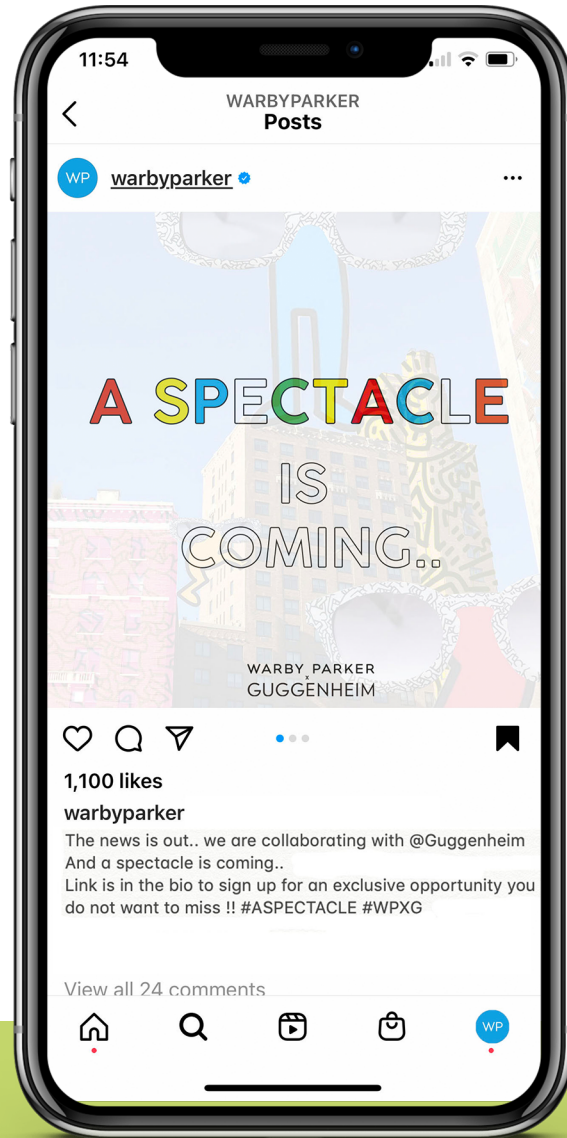 11:54
WARBYPARKER
Posts
WP
warbyparker
A SPECTACLE
IS
COMING..
WARBY PARKER
x
GUGGENHEIM
1,100 likes
warbyparker
The news is out.. we are collaborating with @Guggenheim
And a spectacle is coming..
Link is in the bio to sign up for an exclusive opportunity you
do not want to miss !! #ASPECTACLE #WPXG
View all 24 comments
WP